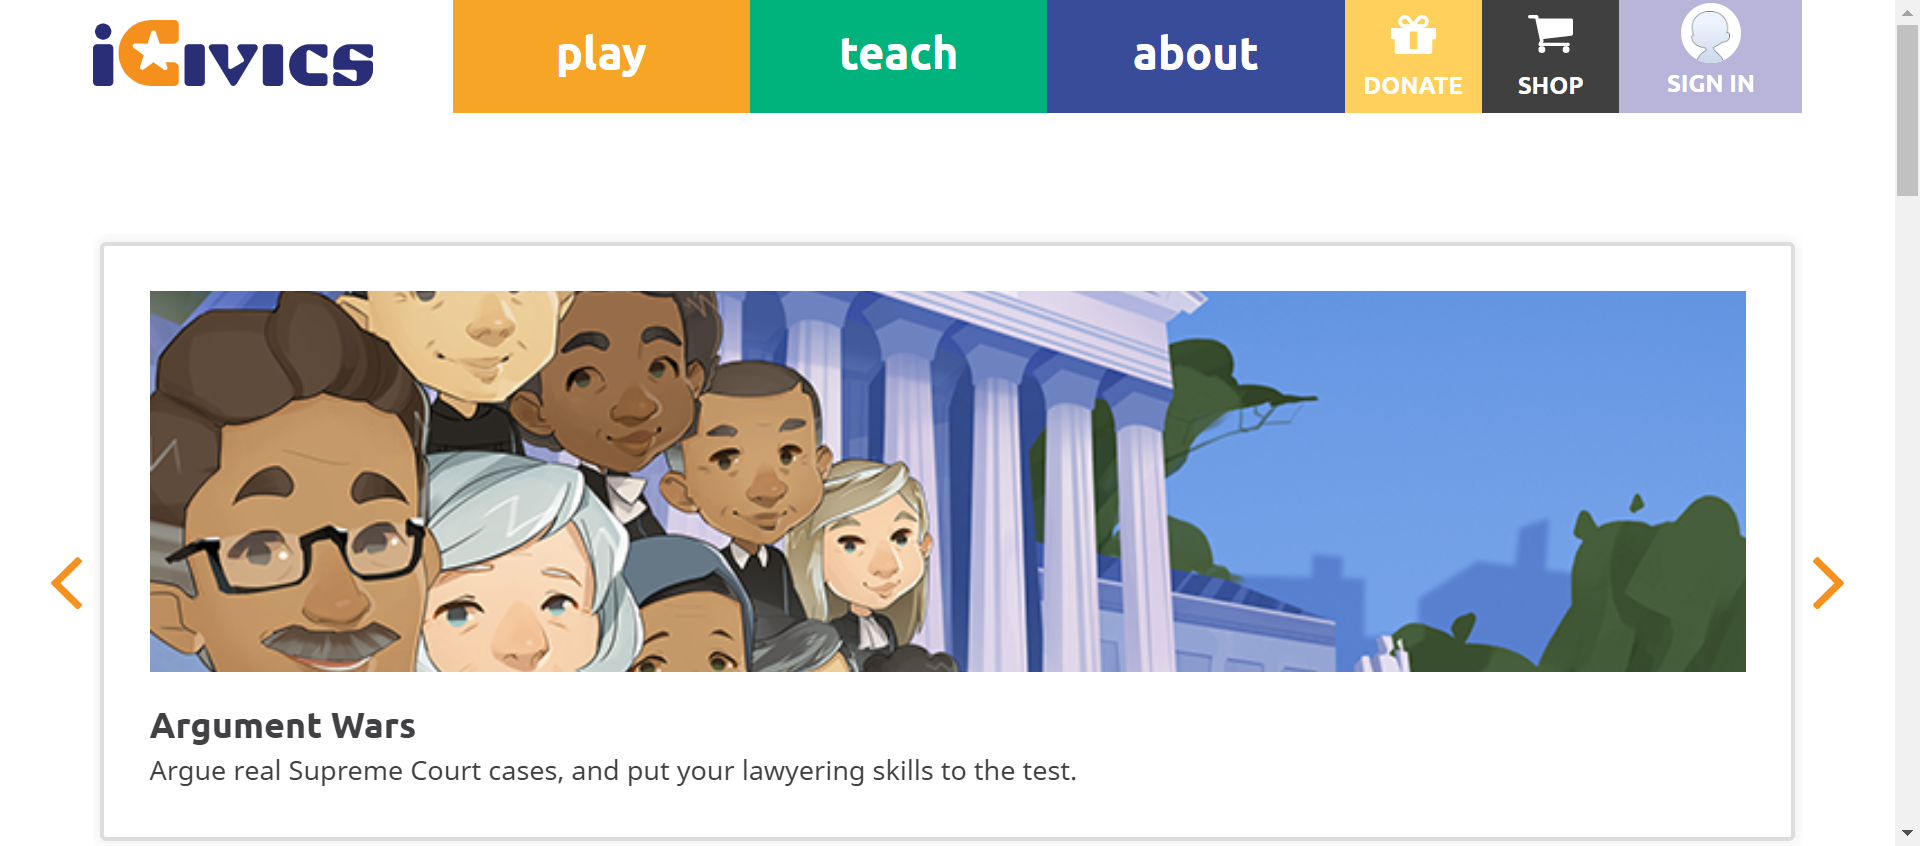 iCivics
play
teach
about
DONATE
SHOP
SIGN IN
Argument Wars
Argue real Supreme Court cases, and put your lawyering skills to the test.